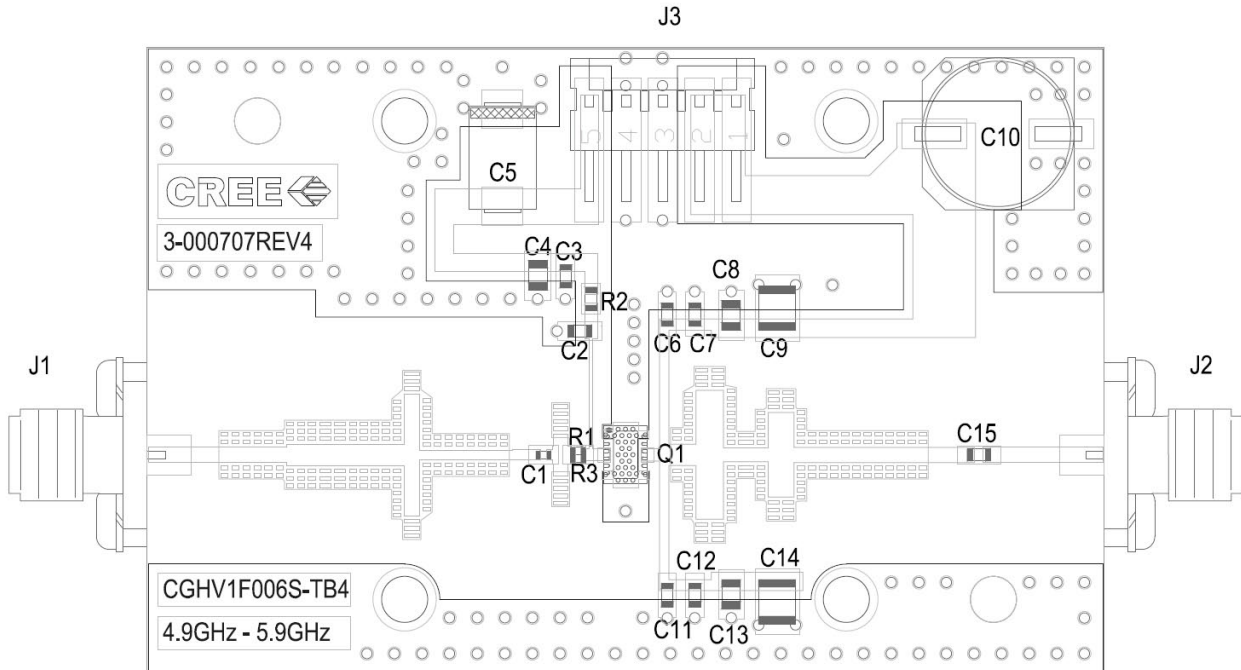 J3
5 4 3 2 1
C10
C5
CREE
3-000707REV4
C4 C3
C8
R2
C2
C6 C7 C9
J1
J2
R1
C15
C1 R3
Q1
C12 C14
CGHV1F006S-TB4
4.9GHz - 5.9GHz
C11 C13